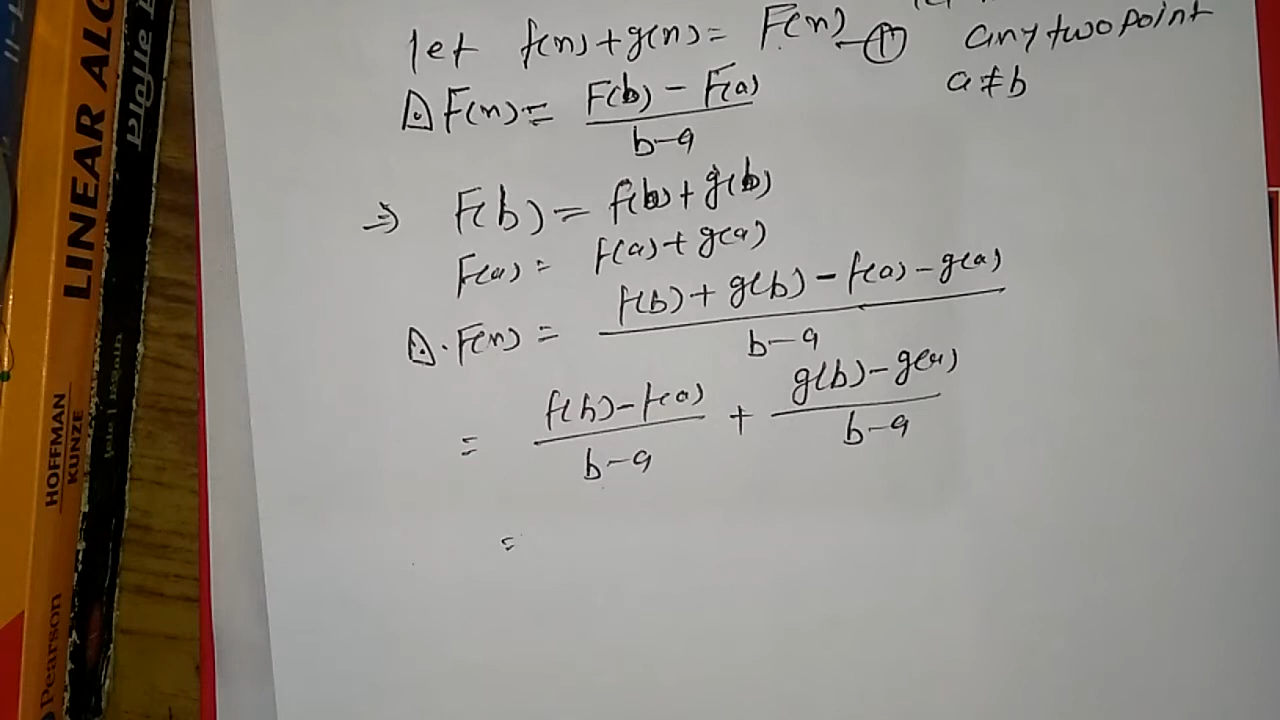 let f(n)+g(n)= F(n) —①
any two point
a≠b
⊡ F(n)= F(b) – F(a) / b–a
⇒ F(b) = f(b)+g(b)
F(a)= f(a)+g(a)
⊡. F(n) = f(b)+g(b)–f(a)–g(a) / b–a
= f(b)–f(a) / b–a + g(b)–g(a) / b–a
=
LINEAR ALG
HOFFMAN
KUNZE
Pearson